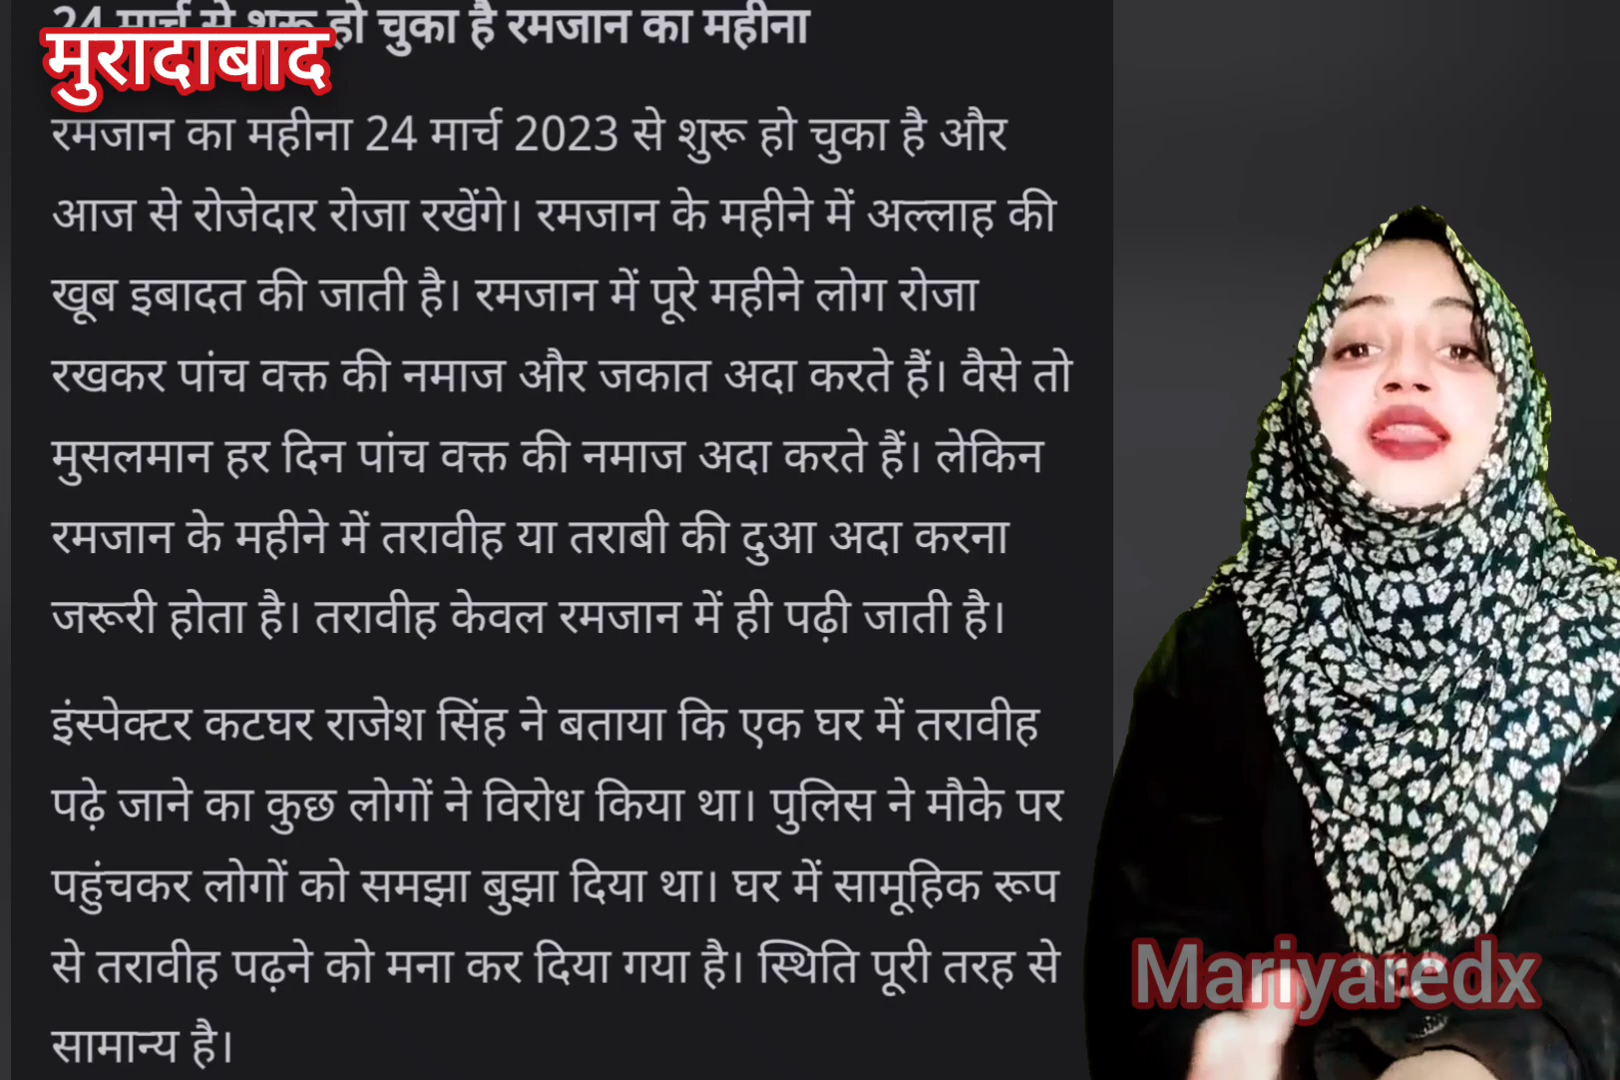 24 मार्च से शुरू हो चुका है रमजान का महीना
मुरादाबाद
रमजान का महीना 24 मार्च 2023 से शुरू हो चुका है और
आज से रोजेदार रोजा रखेंगे। रमजान के महीने में अल्लाह की
खूब इबादत की जाती है। रमजान में पूरे महीने लोग रोजा
रखकर पांच वक्त की नमाज और जकात अदा करते हैं। वैसे तो
मुसलमान हर दिन पांच वक्त की नमाज अदा करते हैं। लेकिन
रमजान के महीने में तरावीह या तराबी की दुआ अदा करना
जरूरी होता है। तरावीह केवल रमजान में ही पढ़ी जाती है।
इंस्पेक्टर कटघर राजेश सिंह ने बताया कि एक घर में तरावीह
पढ़े जाने का कुछ लोगों ने विरोध किया था। पुलिस ने मौके पर
पहुंचकर लोगों को समझा बुझा दिया था। घर में सामूहिक रूप
से तरावीह पढ़ने को मना कर दिया गया है। स्थिति पूरी तरह से
सामान्य है।
Mariyaredx